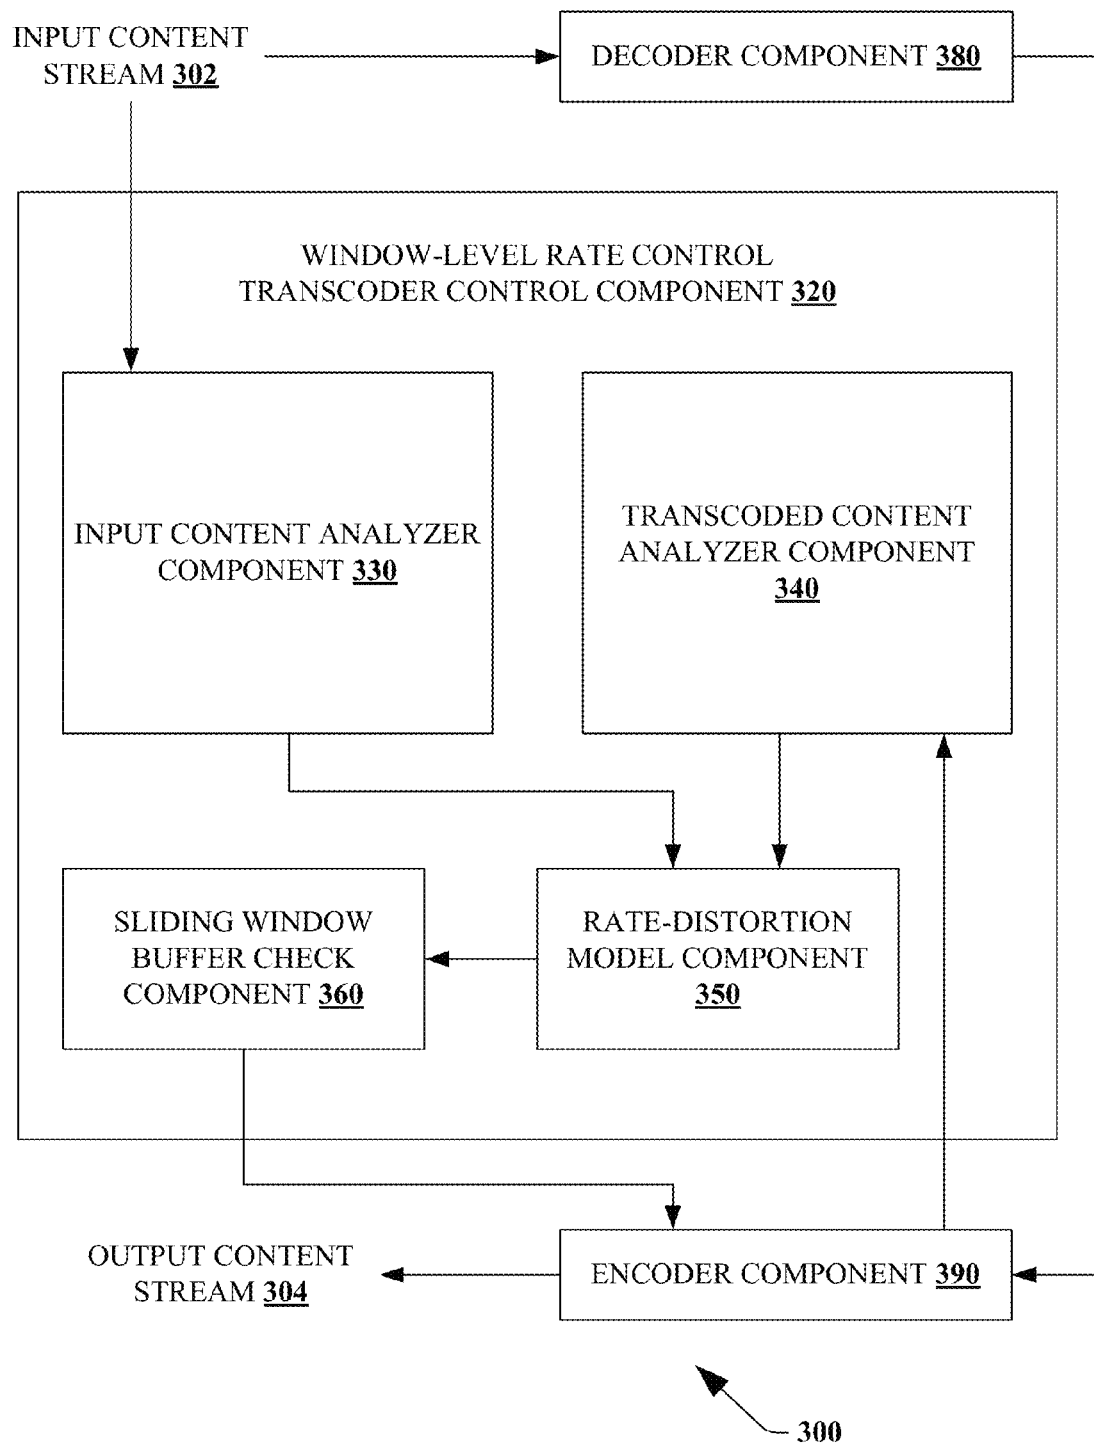 INPUT CONTENT
STREAM 302
DECODER COMPONENT 380
WINDOW-LEVEL RATE CONTROL
TRANSCODER CONTROL COMPONENT 320
INPUT CONTENT ANALYZER
COMPONENT 330
TRANSCODED CONTENT
ANALYZER COMPONENT
340
SLIDING WINDOW
BUFFER CHECK
COMPONENT 360
RATE-DISTORTION
MODEL COMPONENT
350
OUTPUT CONTENT
STREAM 304
ENCODER COMPONENT 390
300